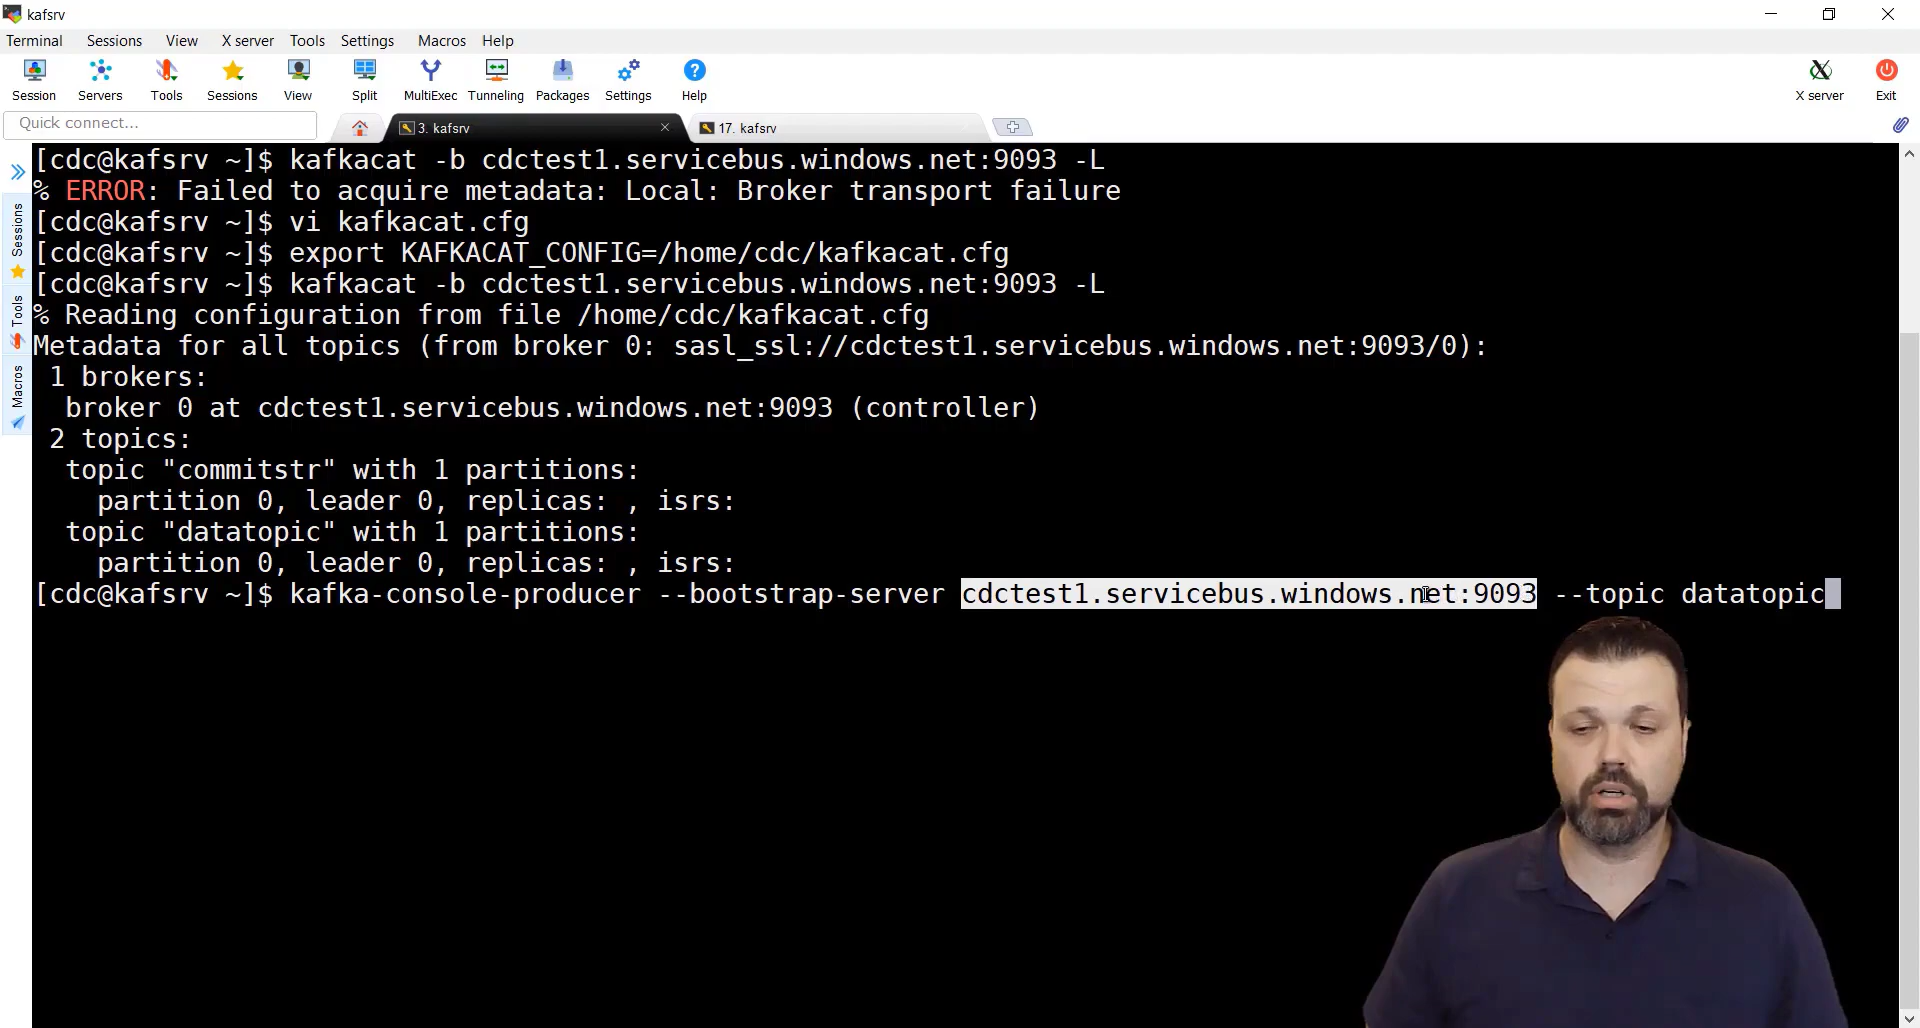 kafsrv
Terminal Sessions View X server Tools Settings Macros Help
Session Servers Tools Sessions View Split MultiExec Tunneling Packages Settings Help X server Exit
Quick connect... 3. kafsrv 17. kafsrv
[cdc@kafsrv ~]$ kafkacat -b cdctest1.servicebus.windows.net:9093 -L
% ERROR: Failed to acquire metadata: Local: Broker transport failure
[cdc@kafsrv ~]$ vi kafkacat.cfg
[cdc@kafsrv ~]$ export KAFKACAT_CONFIG=/home/cdc/kafkacat.cfg
[cdc@kafsrv ~]$ kafkacat -b cdctest1.servicebus.windows.net:9093 -L
% Reading configuration from file /home/cdc/kafkacat.cfg
Metadata for all topics (from broker 0: sasl_ssl://cdctest1.servicebus.windows.net:9093/0):
1 brokers:
broker 0 at cdctest1.servicebus.windows.net:9093 (controller)
2 topics:
topic "commitstr" with 1 partitions:
partition 0, leader 0, replicas: , isrs:
topic "datatopic" with 1 partitions:
partition 0, leader 0, replicas: , isrs:
[cdc@kafsrv ~]$ kafka-console-producer --bootstrap-server cdctest1.servicebus.windows.net:9093 --topic datatopic
Sessions
Tools
Macros